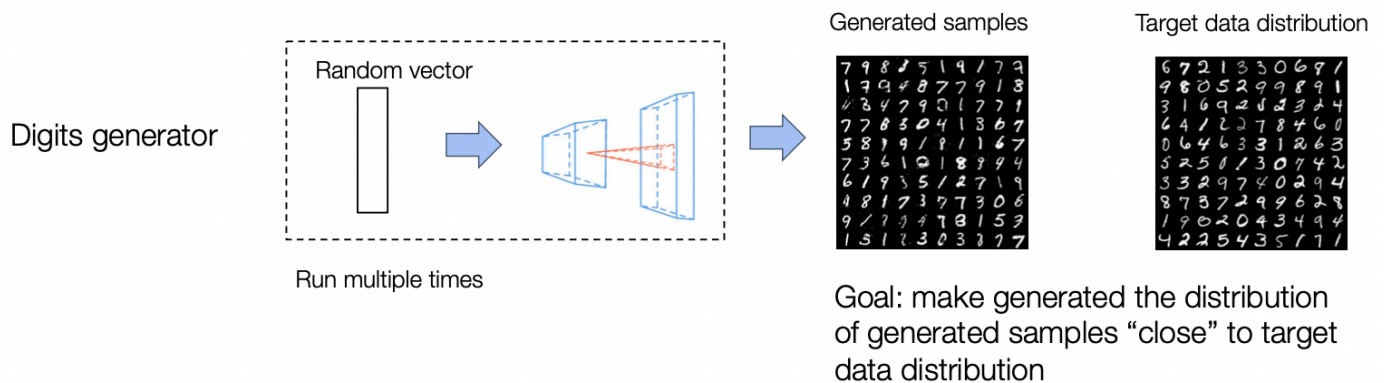 Generated samples
Target data distribution
Random vector
Digits generator
Run multiple times
Goal: make generated the distribution
of generated samples “close” to target
data distribution